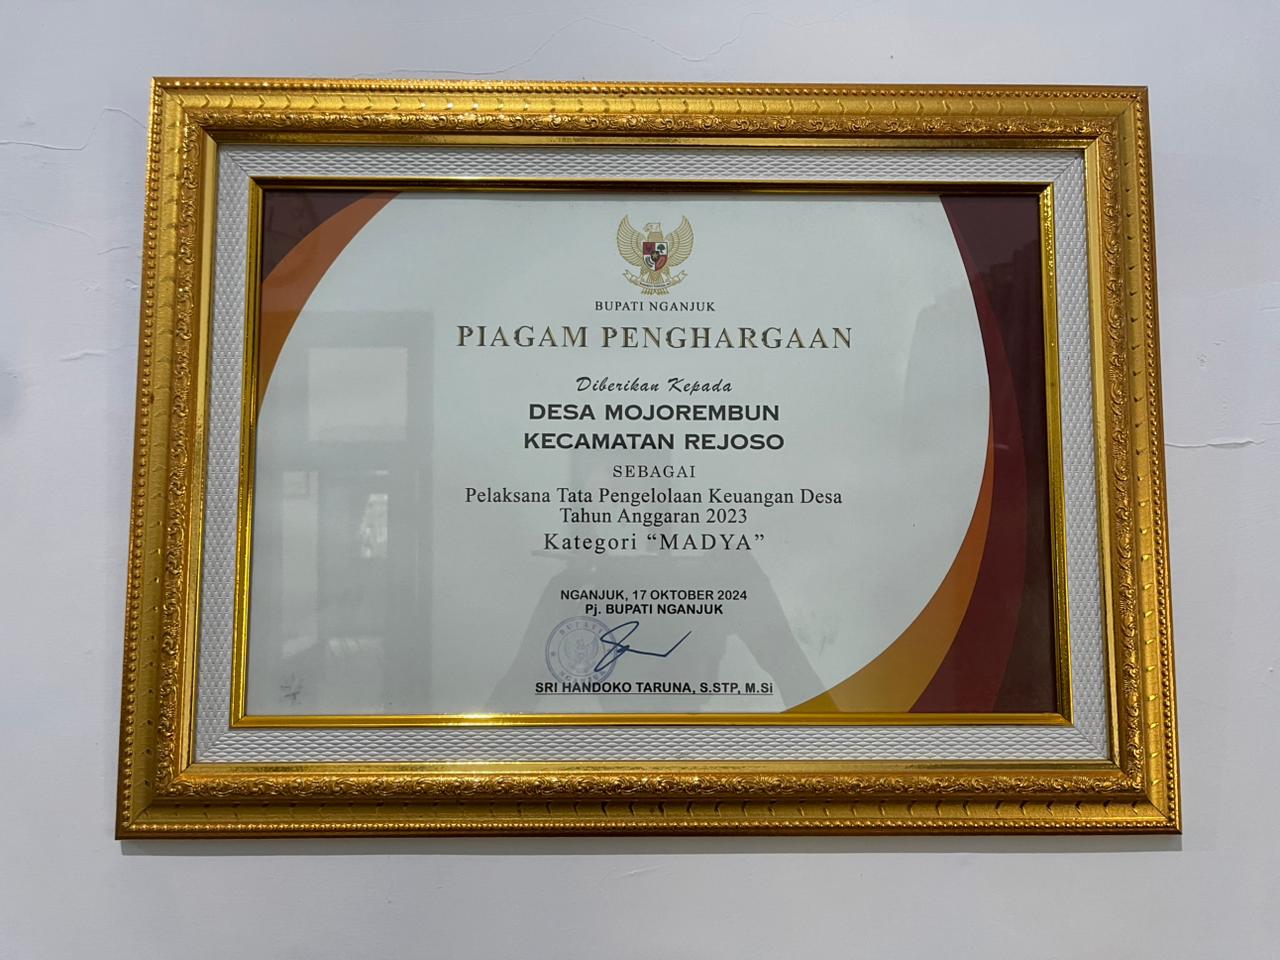 BUPATI NGANJUK
PIAGAM PENGHARGAAN
Diberikan Kepada
DESA MOJOREMBUN
KECAMATAN REJOSO
SEBAGAI
Pelaksana Tata Pengelolaan Keuangan Desa
Tahun Anggaran 2023
Kategori “MADYA”
NGANJUK, 17 OKTOBER 2024
Pj. BUPATI NGANJUK
BUPATI
SRI HANDOKO TARUNA, S.STP, M.Si